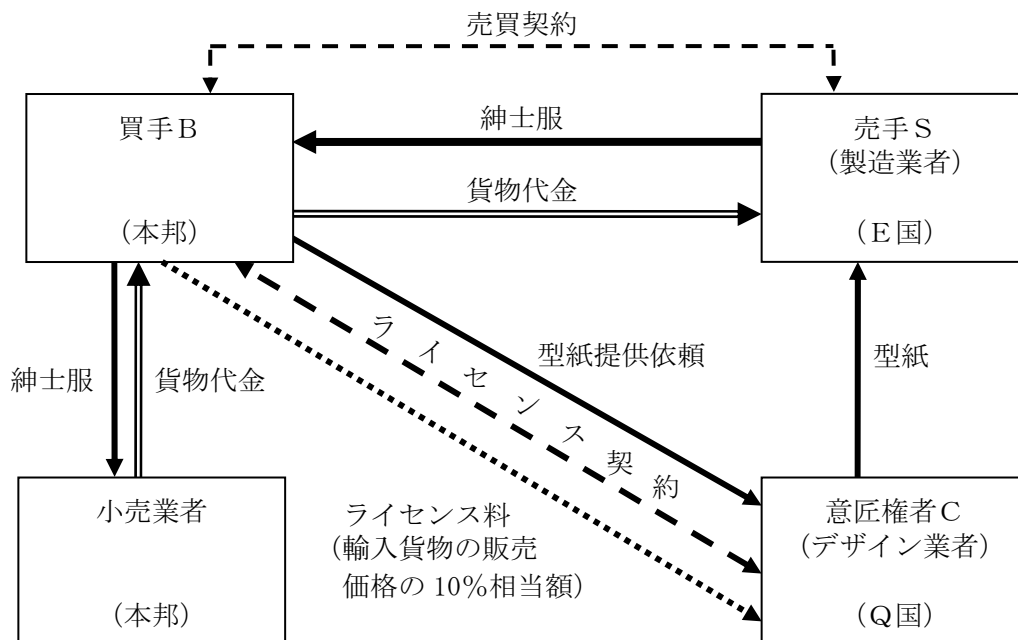 売買契約
買手B
（本邦）
紳士服
貨物代金
売手S
（製造業者）
（E国）
ライセンス契約
型紙提供依頼
型紙
紳士服
貨物代金
小売業者
（本邦）
ライセンス料
（輸入貨物の販売
価格の10％相当額）
意匠権者C
（デザイン業者）
（Q国）